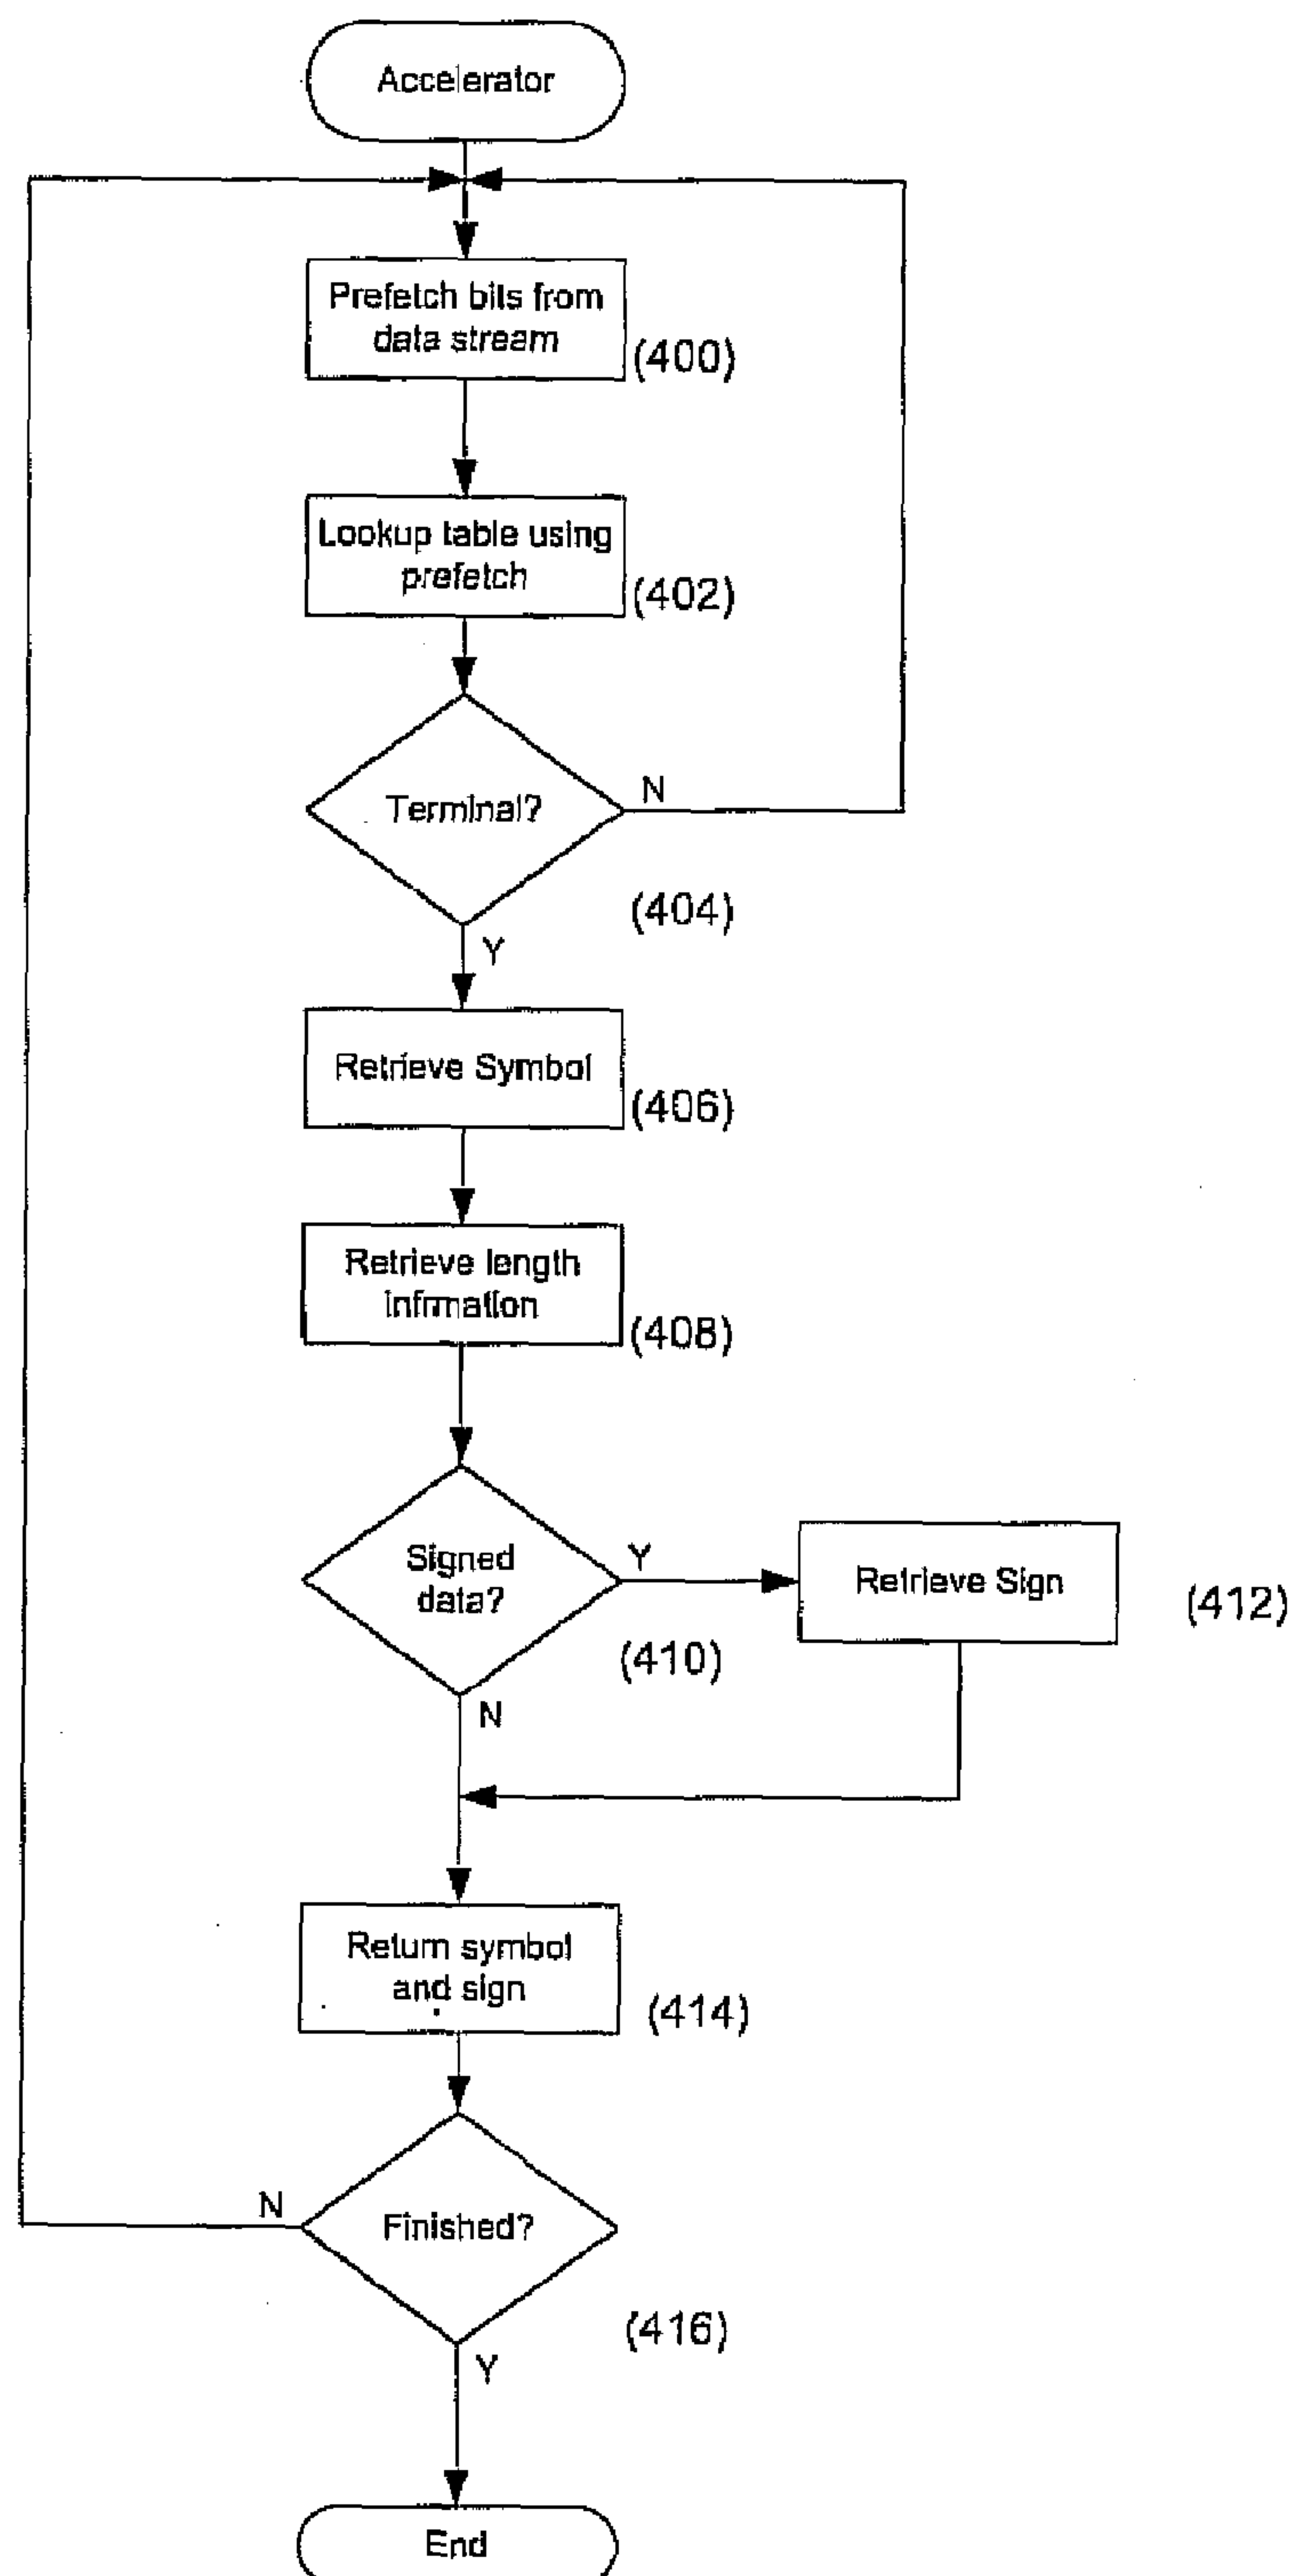 Accelerator
Prefetch bits from
data stream
(400)
Lookup table using
prefetch
(402)
Terminal?
N
(404)
Y
Retrieve Symbol
(406)
Retrieve length
infrmation
(408)
Signed
data?
Y
(410)
N
Retrieve Sign
(412)
Return symbol
and sign
(414)
N
Finished?
(416)
Y
End